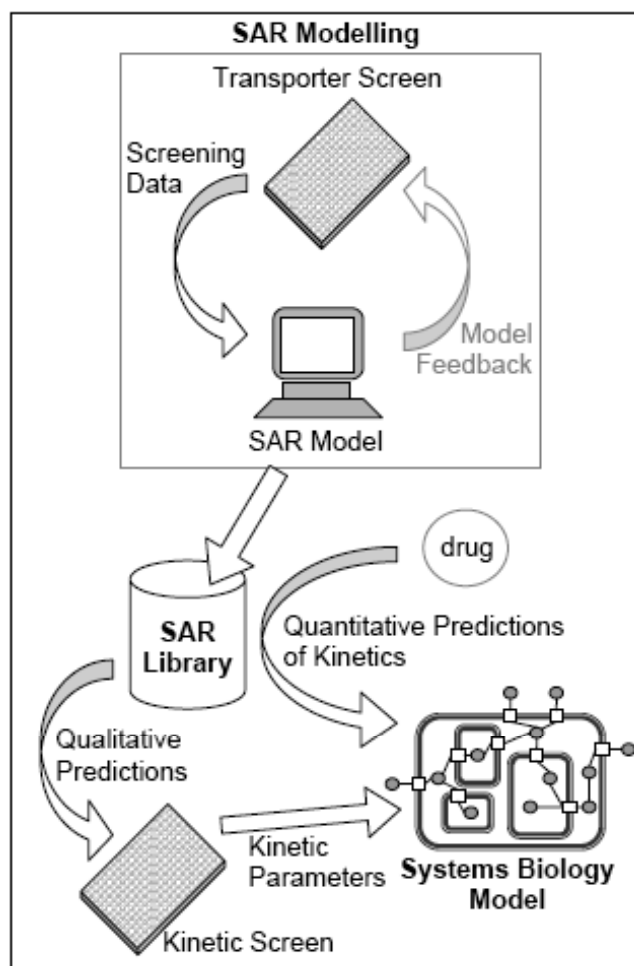 SAR Modelling
Transporter Screen
Screening
Data
Model
Feedback
SAR Model
drug
SAR
Library
Quantitative Predictions
of Kinetics
Qualitative
Predictions
Kinetic
Parameters
Systems Biology
Model
Kinetic Screen